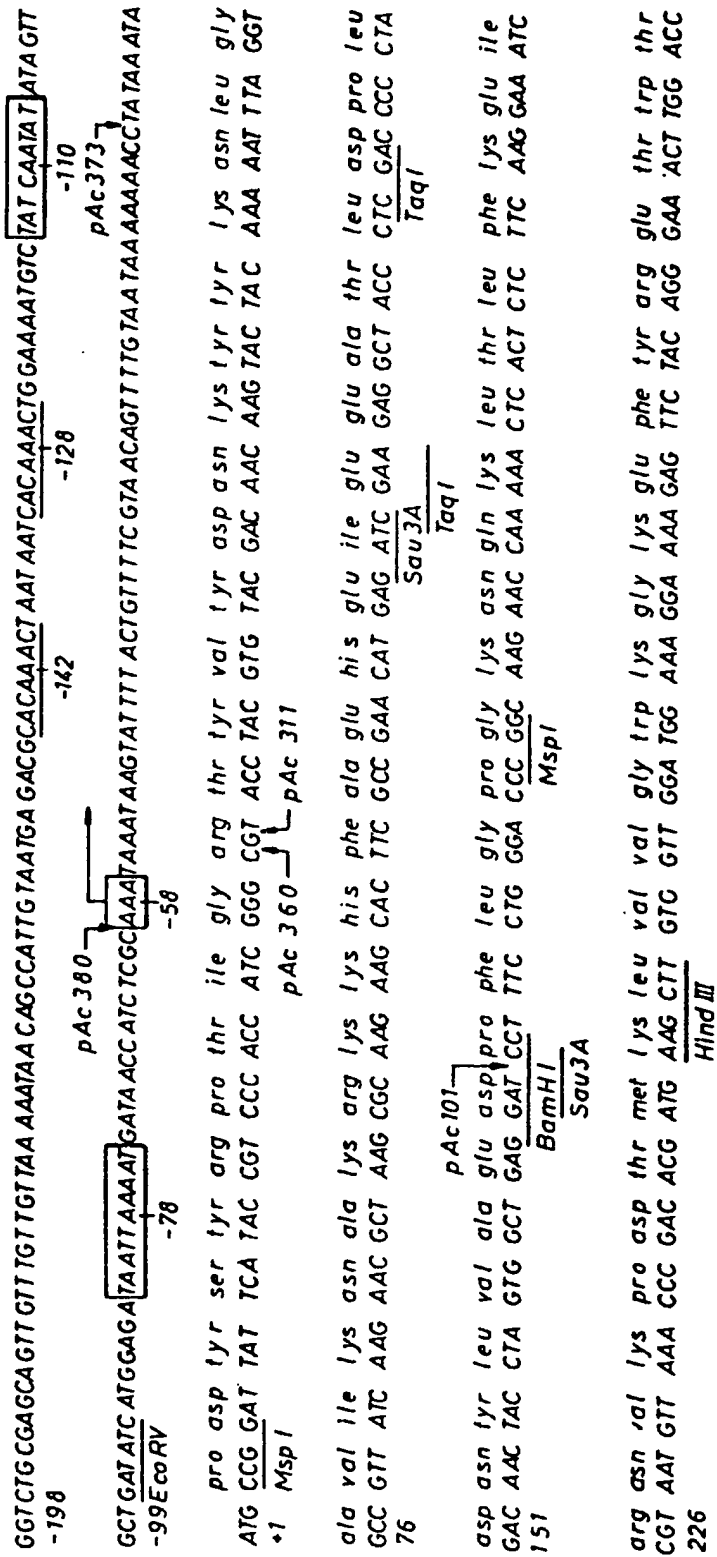 GGTCTGCGAGCAGTTGTTTGTTGTTAAAAATAACAGCCATTGTAATGAGACGCACAAACTAATAATCACAAACTGGAAAATGTCTATCAATATATAGTT
-198 -142 -128 -110
pAc380 pAc373
GCTGATATCATGGAGATAATTAAAATGATAACCATCTCGCAAATAAATAAGTATTTTACTGTTTTCGTAACAGTTTTGTAATAAAAAAACCTATAAATA
-99 EcoRV -78 -58
pro asp tyr ser tyr arg pro thr ile gly arg thr tyr val tyr asp asn lys tyr tyr lys asn leu gly
ATG CCG GAT TAT TCA TAC CGT CCC ACC ATC GGG CGT ACC TAC GTG TAC GAC AAC AAG TAC TAC AAA AAT TTA GGT
+1 MspI pAc 360 pAc 311
ala val ile lys asn ala lys arg lys lys his phe ala glu his glu ile glu glu ala thr leu asp pro leu
GCC GTT ATC AAG AAC GCT AAG CGC AAG AAG CAC TTC GCC GAA CAT GAG ATC GAA GAG GCT ACC CTC GAC CCC CTA
76 Sau3A TaqI
TaqI
pAc101
asp asn tyr leu val ala glu asp pro phe leu gly pro gly lys asn gln lys leu thr leu phe lys glu ile
GAC AAC TAC CTA GTG GCT GAG GAT CCT TTC CTG GGA CCC GGC AAG AAC CAA AAA CTC ACT CTC TTC AAG GAA ATC
151 BamHI MspI
Sau3A
arg asn val lys pro asp thr met lys leu val val gly trp lys gly lys glu phe tyr arg glu thr trp thr
CGT AAT GTT AAA CCC GAC ACG ATG AAG CTT GTC GTT GGA TGG AAA GGA AAA GAG TTC TAC AGG GAA ACT TGG ACC
226 Hind III